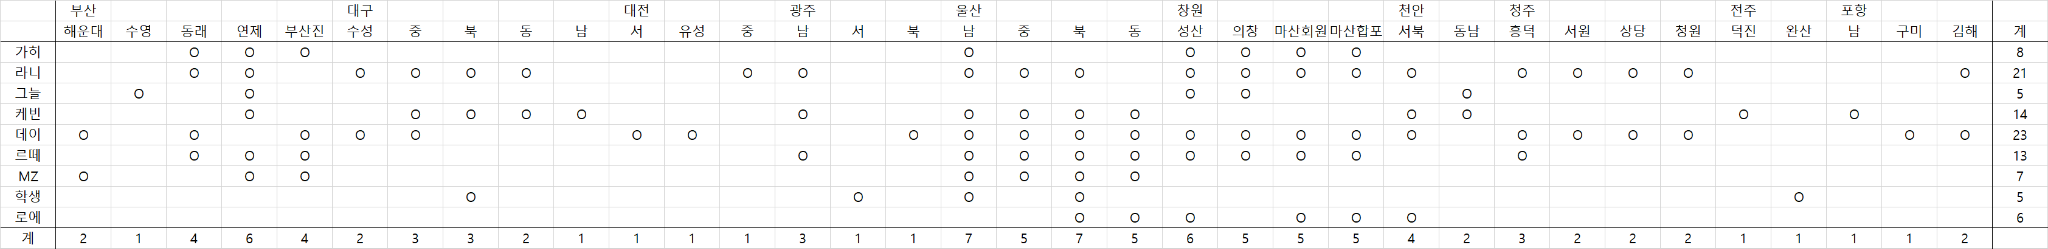 부산 대구 대전 광주 울산 창원 천안 청주 전주 포항
해운대 수영 동래 연제 부산진 수성 중 북 동 남 서 유성 중 남 서 북 남 중 북 동 성산 의창 마산회원 마산합포 서북 동남 흥덕 서원 상당 청원 덕진 완산 남 구미 김해 계
가히 O O O O O O O O 8
라니 O O O O O O O O O O O O O O O O O O O O O 21
그늘 O O O O O 5
케빈 O O O O O O O O O O O O O O 14
데이 O O O O O O O O O O O O O O O O O O O O O O O 23
르떼 O O O O O O O O O O O O O 13
MZ O O O O O O O 7
학생 O O O O O 5
로에 O O O O O O 6
계 2 1 4 6 4 2 3 3 2 1 1 1 1 3 1 1 7 5 7 5 6 5 5 5 4 2 3 2 2 2 1 1 1 1 2